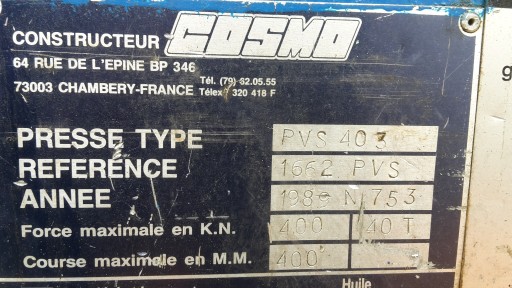 CONSTRUCTEUR COSMO
64 RUE DE L'EPINE BP 346
73003 CHAMBERY-FRANCE Tél. (79) 62.05.55
Télex 320 418 F
PRESSE TYPE PVS 403
REFERENCE 1662 PVS
ANNEE 1989 N 753
Force maximale en K.N. 400 40 T
Course maximale en M.M. 400
Huile